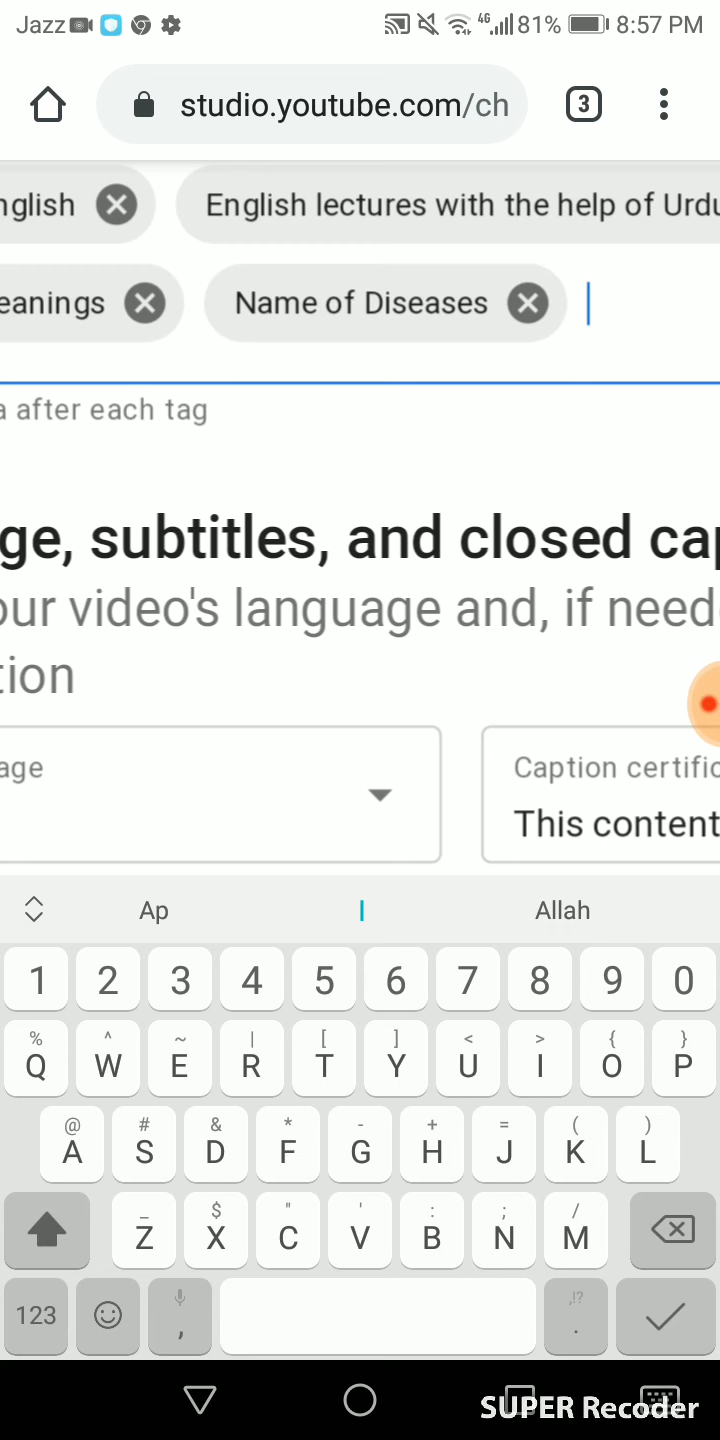 Jazz 4G 81% 8:57 PM
studio.youtube.com/ch 3
nglish English lectures with the help of Urdu
eanings Name of Diseases
a after each tag
ge, subtitles, and closed cap
our video's language and, if neede
tion
age
Caption certific
This content
Ap I Allah
1 2 3 4 5 6 7 8 9 0
% ^ ~ | [ ] < > { }
Q W E R T Y U I O P
@ # & * - + = ( )
A S D F G H J K L
_ $ " ' : ; /
Z X C V B N M
123 , ,!? .
SUPER Recoder